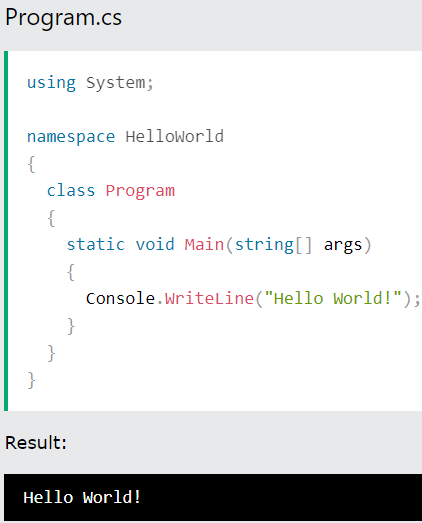 Program.cs
using System;
namespace HelloWorld
{
  class Program
  {
    static void Main(string[] args)
    {
      Console.WriteLine("Hello World!");
    }
  }
}
Result:
Hello World!